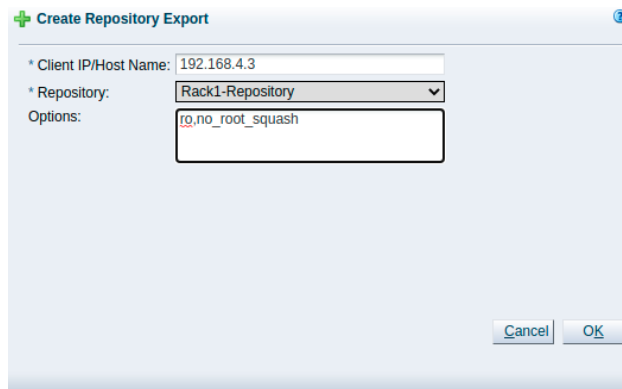 Create Repository Export
?
* Client IP/Host Name: 192.168.4.3
* Repository: Rack1-Repository
Options: ro,no_root_squash
Cancel OK